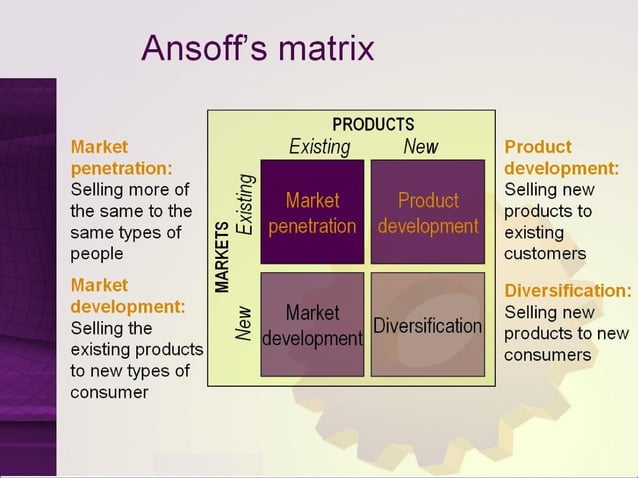 Ansoff's matrix
Market
penetration:
Selling more of
the same to the
same types of
people
Market
development:
Selling the
existing products
to new types of
consumer
PRODUCTS
Existing New
MARKETS
Existing
New
Market
penetration
Product
development
Market
development
Diversification
Product
development:
Selling new
products to
existing
customers
Diversification:
Selling new
products to new
consumers